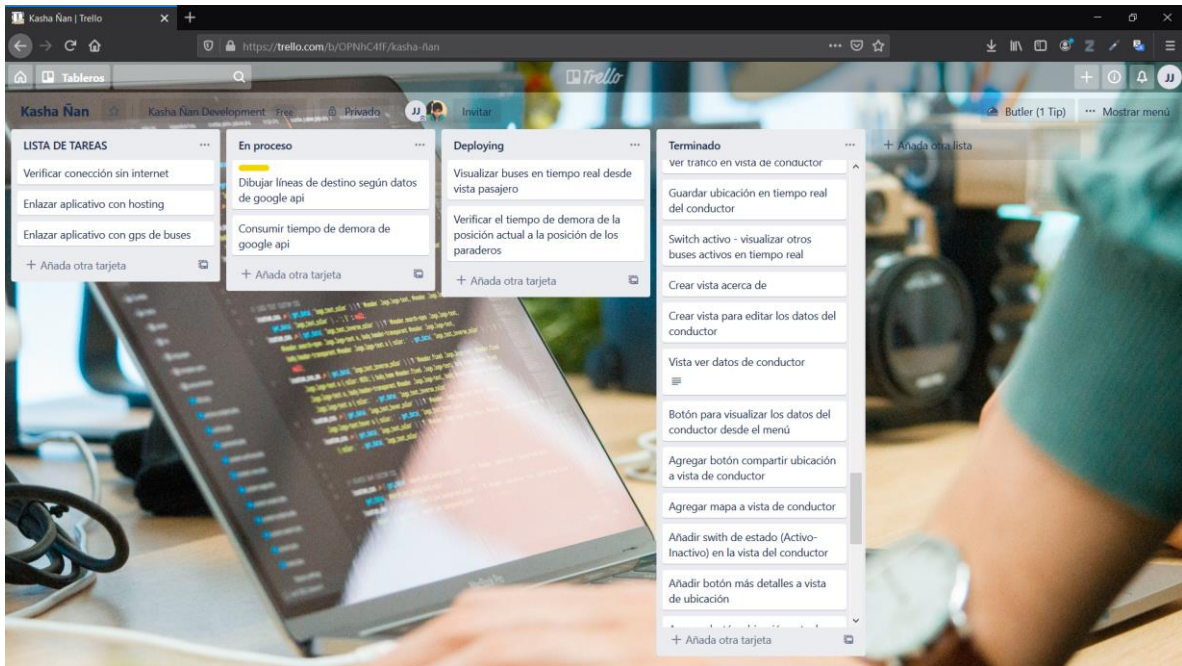 Kasha Ñan | Trello
https://trello.com/b/OPNhC4fF/kasha-ñan
Tableros
Trello
JJ
Kasha Ñan
Kasha Ñan Development Free
Privado
JJ
Invitar
Butler (1 Tip)
Mostrar menú
LISTA DE TAREAS
Verificar conección sin internet
Enlazar aplicativo con hosting
Enlazar aplicativo con gps de buses
+ Añada otra tarjeta
En proceso
Dibujar líneas de destino según datos
de google api
Consumir tiempo de demora de
google api
+ Añada otra tarjeta
Deploying
Visualizar buses en tiempo real desde
vista pasajero
Verificar el tiempo de demora de la
posición actual a la posición de los
paraderos
+ Añada otra tarjeta
Terminado
Ver tráfico en vista de conductor
Guardar ubicación en tiempo real
del conductor
Switch activo - visualizar otros
buses activos en tiempo real
Crear vista acerca de
Crear vista para editar los datos del
conductor
Vista ver datos de conductor
Botón para visualizar los datos del
conductor desde el menú
Agregar botón compartir ubicación
a vista de conductor
Agregar mapa a vista de conductor
Añadir swith de estado (Activo-
Inactivo) en la vista del conductor
Añadir botón más detalles a vista
de ubicación
+ Añada otra tarjeta
+ Añada otra lista